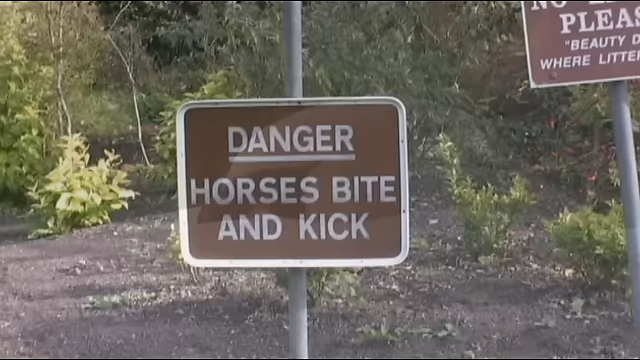 DANGER
HORSES BITE
AND KICK
PLEAS
"BEAUTY D
WHERE LITTE